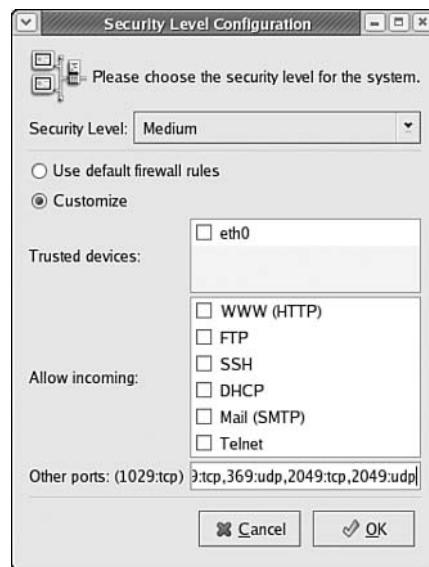 Security Level Configuration
Please choose the security level for the system.
Security Level: Medium
Use default firewall rules
Customize
Trusted devices:
eth0
Allow incoming:
WWW (HTTP)
FTP
SSH
DHCP
Mail (SMTP)
Telnet
Other ports: (1029:tcp) 9:tcp,369:udp,2049:tcp,2049:udp
Cancel
OK